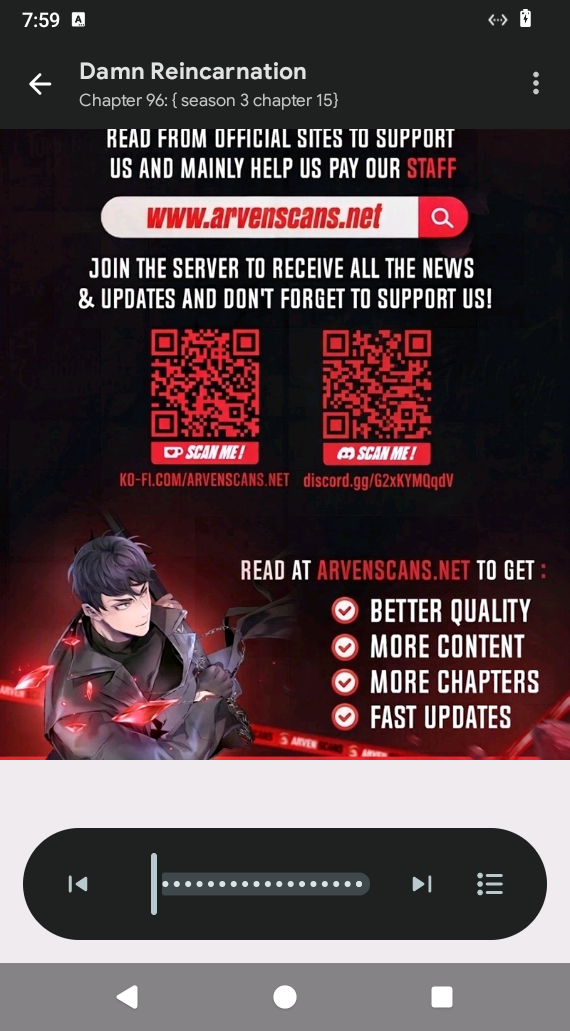 7:59 A
Damn Reincarnation
Chapter 96: { season 3 chapter 15}
READ FROM OFFICIAL SITES TO SUPPORT
US AND MAINLY HELP US PAY OUR STAFF
www.arvenscans.net
JOIN THE SERVER TO RECEIVE ALL THE NEWS
& UPDATES AND DON'T FORGET TO SUPPORT US!
SCAN ME! SCAN ME!
KO-FI.COM/ARVENSCANS.NET discord.gg/G2xKYMQqdV
READ AT ARVENSCANS.NET TO GET :
BETTER QUALITY
MORE CONTENT
MORE CHAPTERS
FAST UPDATES
ARVEN SCANS ARVEN